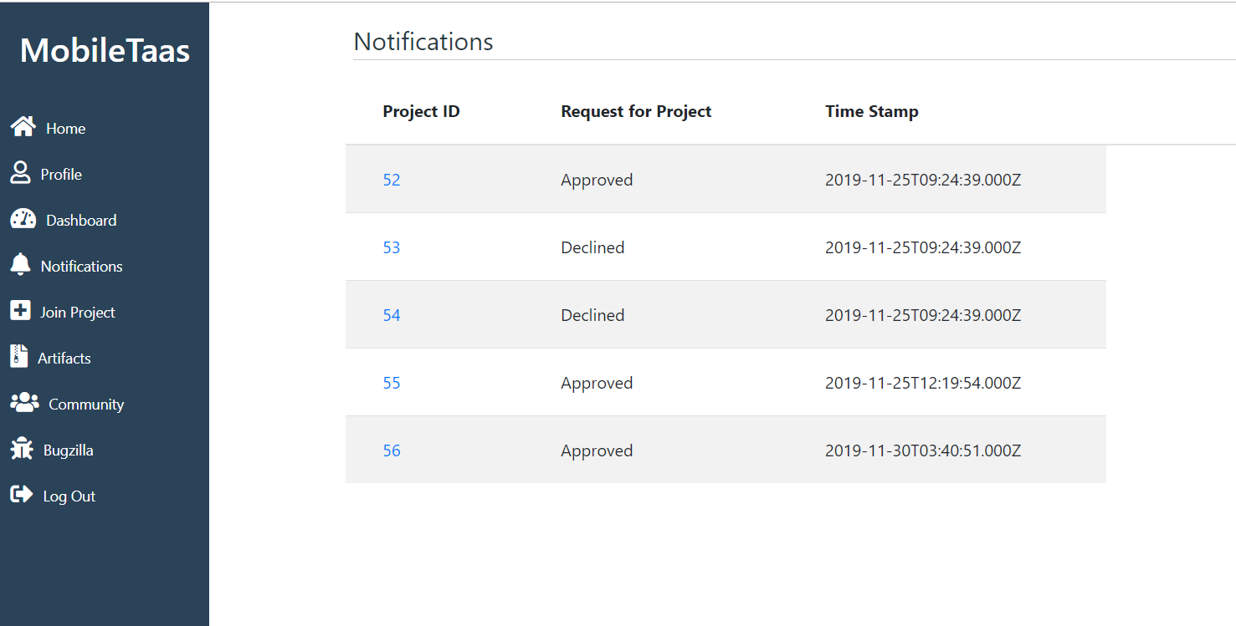 MobileTaas
Home
Profile
Dashboard
Notifications
Join Project
Artifacts
Community
Bugzilla
Log Out
Notifications
Project ID Request for Project Time Stamp
52 Approved 2019-11-25T09:24:39.000Z
53 Declined 2019-11-25T09:24:39.000Z
54 Declined 2019-11-25T09:24:39.000Z
55 Approved 2019-11-25T12:19:54.000Z
56 Approved 2019-11-30T03:40:51.000Z